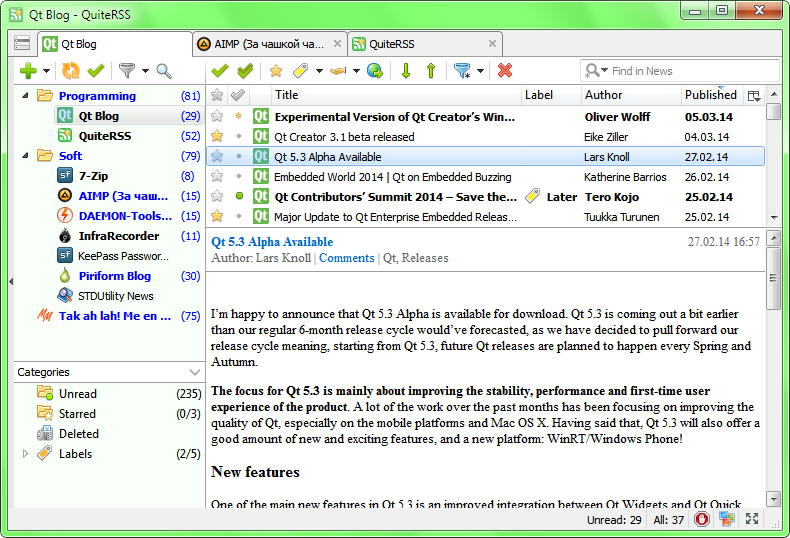 Qt Blog - QuiteRSS
Qt Blog
AIMP (За чашкой ча...
QuiteRSS
Find in News
Programming (81)
Qt Blog (29)
QuiteRSS (52)
Soft (79)
7-Zip (8)
AIMP (За чаш... (15)
DAEMON-Tools... (15)
InfraRecorder (11)
KeePass Passwor...
Piriform Blog (30)
STDUtility News
Tak ah lah! Me en ... (75)
Categories
Unread (235)
Starred (0/3)
Deleted
Labels (2/5)
Title Label Author Published
Experimental Version of Qt Creator's Win... Oliver Wolff 05.03.14
Qt Creator 3.1 beta released Eike Ziller 04.03.14
Qt 5.3 Alpha Available Lars Knoll 27.02.14
Embedded World 2014 | Qt on Embedded Buzzing Katherine Barrios 26.02.14
Qt Contributors' Summit 2014 – Save the... Later Tero Kojo 25.02.14
Major Update to Qt Enterprise Embedded Releas... Tuukka Turunen 25.02.14
Qt 5.3 Alpha Available 27.02.14 16:57
Author: Lars Knoll | Comments | Qt, Releases
I'm happy to announce that Qt 5.3 Alpha is available for download. Qt 5.3 is coming out a bit earlier
than our regular 6-month release cycle would've forecasted, as we have decided to pull forward our
release cycle meaning, starting from Qt 5.3, future Qt releases are planned to happen every Spring and
Autumn.
The focus for Qt 5.3 is mainly about improving the stability, performance and first-time user
experience of the product. A lot of the work over the past months has been focusing on improving the
quality of Qt, especially on the mobile platforms and Mac OS X. Having said that, Qt 5.3 will also offer a
good amount of new and exciting features, and a new platform: WinRT/Windows Phone!
New features
One of the main new features in Qt 5.3 is an improved integration between Qt Widgets and Qt Quick
Unread: 29 All: 37